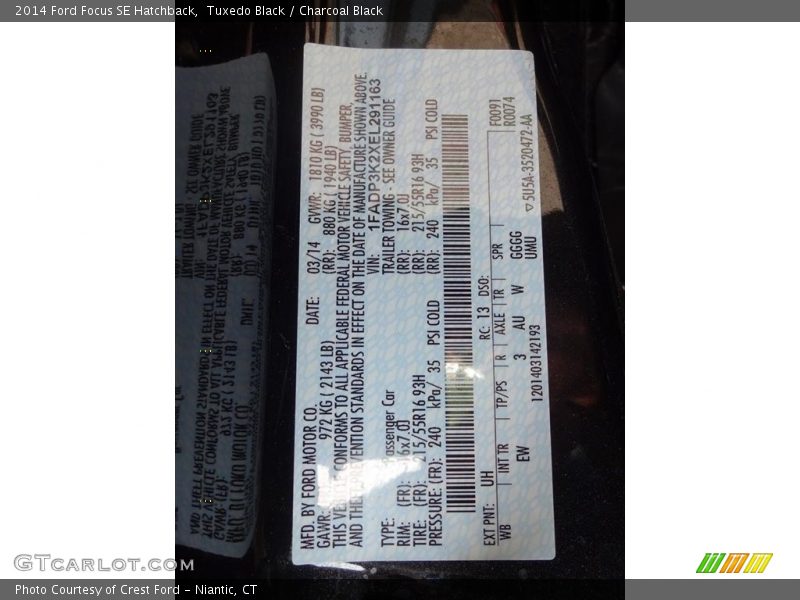 2014 Ford Focus SE Hatchback, Tuxedo Black / Charcoal Black
MFD. BY FORD MOTOR CO.
DATE: 03/14 GVWR: 1810 KG ( 3990 LB)
GAWR: 972 KG ( 2143 LB) (RR): 880 KG ( 1940 LB)
THIS CONFORMS TO ALL APPLICABLE FEDERAL MOTOR VEHICLE SAFETY, BUMPER,
AND THEFT PREVENTION STANDARDS IN EFFECT ON THE DATE OF MANUFACTURE SHOWN ABOVE.
VIN: 1FADP3K2XEL291163
TYPE: Passenger Car TRAILER TOWING - SEE OWNER GUIDE
RIM: (FR): 16x7.0J (RR): 16x7.0J
TIRE: (FR): 215/55R16 93H (RR): 215/55R16 93H
PRESSURE: (FR): 240 kPa/ 35 PSI COLD (RR): 240 kPa/ 35 PSI COLD
EXT PNT: UH RC: 13 DSO: F0091
R0074
WB INT TR TP/PS R AXLE TR SPR
EW 3 AU W GGGG
UMU
1201403142193 ▽5U5A-3520472-AA
GTCARLOT.COM
Photo Courtesy of Crest Ford - Niantic, CT